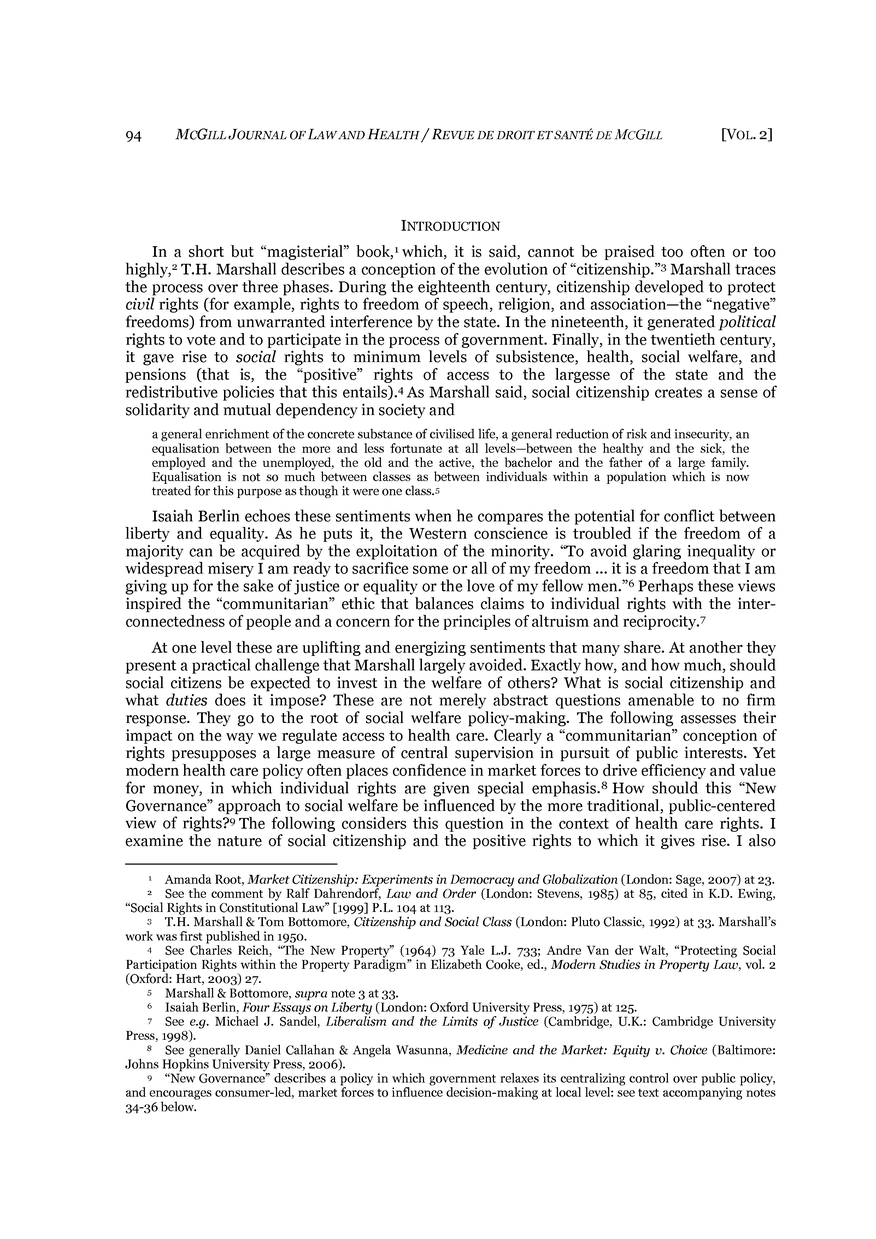 94 MCGILL JOURNAL OF LAW AND HEALTH / REVUE DE DROIT ET SANTÉ DE MCGILL [VOL. 2]
INTRODUCTION
In a short but “magisterial” book,1 which, it is said, cannot be praised too often or too
highly,2 T.H. Marshall describes a conception of the evolution of “citizenship.”3 Marshall traces
the process over three phases. During the eighteenth century, citizenship developed to protect
civil rights (for example, rights to freedom of speech, religion, and association—the “negative”
freedoms) from unwarranted interference by the state. In the nineteenth, it generated political
rights to vote and to participate in the process of government. Finally, in the twentieth century,
it gave rise to social rights to minimum levels of subsistence, health, social welfare, and
pensions (that is, the “positive” rights of access to the largesse of the state and the
redistributive policies that this entails).4 As Marshall said, social citizenship creates a sense of
solidarity and mutual dependency in society and
a general enrichment of the concrete substance of civilised life, a general reduction of risk and insecurity, an
equalisation between the more and less fortunate at all levels—between the healthy and the sick, the
employed and the unemployed, the old and the active, the bachelor and the father of a large family.
Equalisation is not so much between classes as between individuals within a population which is now
treated for this purpose as though it were one class.5
Isaiah Berlin echoes these sentiments when he compares the potential for conflict between
liberty and equality. As he puts it, the Western conscience is troubled if the freedom of a
majority can be acquired by the exploitation of the minority. “To avoid glaring inequality or
widespread misery I am ready to sacrifice some or all of my freedom ... it is a freedom that I am
giving up for the sake of justice or equality or the love of my fellow men.”6 Perhaps these views
inspired the “communitarian” ethic that balances claims to individual rights with the inter-
connectedness of people and a concern for the principles of altruism and reciprocity.7
At one level these are uplifting and energizing sentiments that many share. At another they
present a practical challenge that Marshall largely avoided. Exactly how, and how much, should
social citizens be expected to invest in the welfare of others? What is social citizenship and
what duties does it impose? These are not merely abstract questions amenable to no firm
response. They go to the root of social welfare policy-making. The following assesses their
impact on the way we regulate access to health care. Clearly a “communitarian” conception of
rights presupposes a large measure of central supervision in pursuit of public interests. Yet
modern health care policy often places confidence in market forces to drive efficiency and value
for money, in which individual rights are given special emphasis.8 How should this “New
Governance” approach to social welfare be influenced by the more traditional, public-centered
view of rights?9 The following considers this question in the context of health care rights. I
examine the nature of social citizenship and the positive rights to which it gives rise. I also
1 Amanda Root, Market Citizenship: Experiments in Democracy and Globalization (London: Sage, 2007) at 23.
2 See the comment by Ralf Dahrendorf, Law and Order (London: Stevens, 1985) at 85, cited in K.D. Ewing,
“Social Rights in Constitutional Law” [1999] P.L. 104 at 113.
3 T.H. Marshall & Tom Bottomore, Citizenship and Social Class (London: Pluto Classic, 1992) at 33. Marshall’s
work was first published in 1950.
4 See Charles Reich, “The New Property” (1964) 73 Yale L.J. 733; Andre Van der Walt, “Protecting Social
Participation Rights within the Property Paradigm” in Elizabeth Cooke, ed., Modern Studies in Property Law, vol. 2
(Oxford: Hart, 2003) 27.
5 Marshall & Bottomore, supra note 3 at 33.
6 Isaiah Berlin, Four Essays on Liberty (London: Oxford University Press, 1975) at 125.
7 See e.g. Michael J. Sandel, Liberalism and the Limits of Justice (Cambridge, U.K.: Cambridge University
Press, 1998).
8 See generally Daniel Callahan & Angela Wasunna, Medicine and the Market: Equity v. Choice (Baltimore:
Johns Hopkins University Press, 2006).
9 “New Governance” describes a policy in which government relaxes its centralizing control over public policy,
and encourages consumer-led, market forces to influence decision-making at local level: see text accompanying notes
34-36 below.